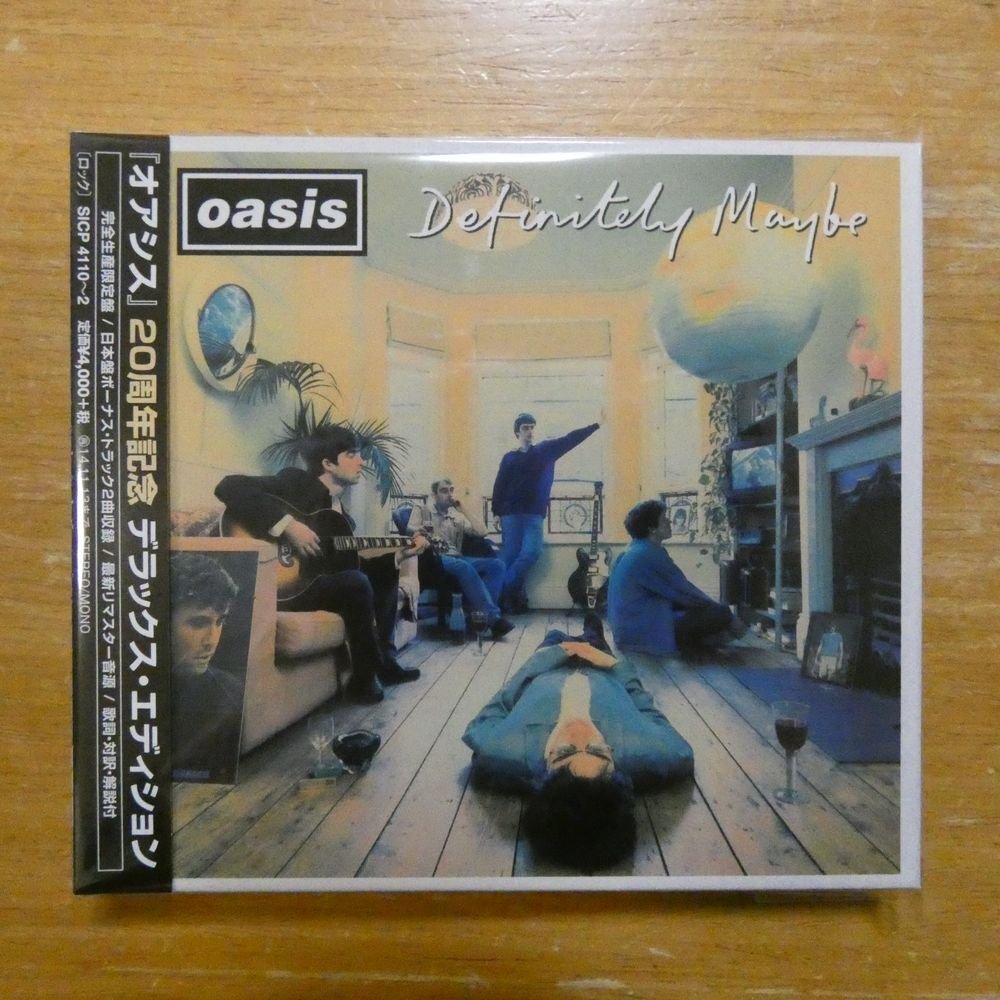 『オアシス』20周年記念 デラックス・エディション
完全生産限定盤 / 日本盤ボーナス・トラック2曲収録 / 最新リマスター音源 / 歌詞・対訳・解説付
〔ロック〕 SICP 4110〜2 定価¥4,000+税 STEREO/MONO
oasis
Definitely Maybe